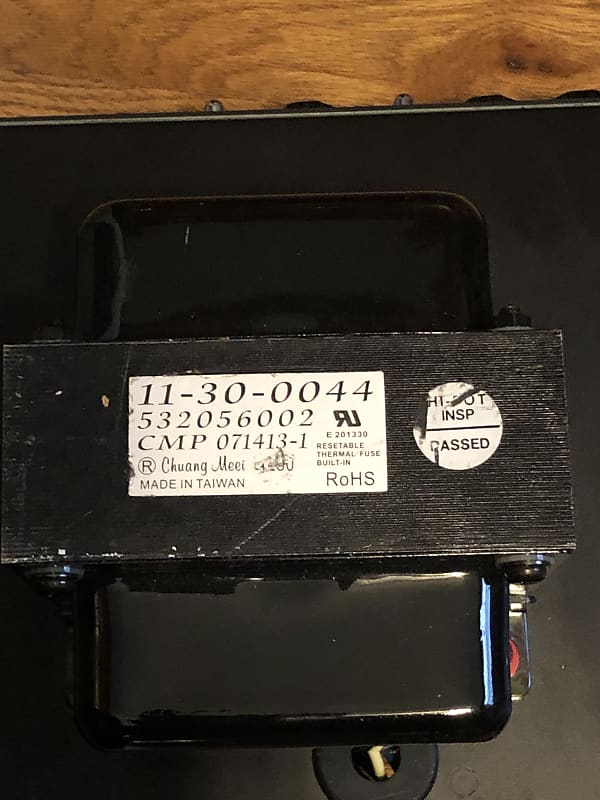 11-30-0044
532056002
CMP 071413-1
E:201330
RESETABLE
THERMAL FUSE
BUILT-IN
® Chuang Meei
MADE IN TAIWAN
RoHS
INSP
PASSED